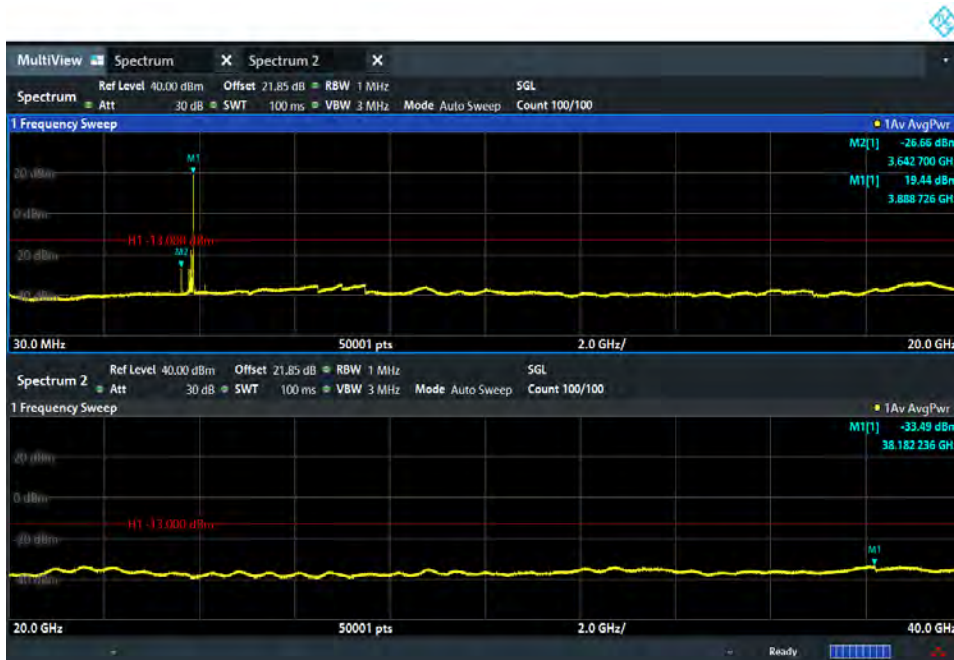 MultiView Spectrum X Spectrum 2 X
Ref Level 40.00 dBm Offset 21.85 dB RBW 1 MHz SGL
Spectrum Att 30 dB SWT 100 ms VBW 3 MHz Mode Auto Sweep Count 100/100
1 Frequency Sweep 1Av AvgPwr
M2[1] -26.66 dBm
3.642 700 GHz
M1[1] 19.44 dBm
3.888 726 GHz
M1
20 dBm
0 dBm
H1 -13.000 dBm
M2
-20 dBm
-40 dBm
30.0 MHz 50001 pts 2.0 GHz/ 20.0 GHz
Ref Level 40.00 dBm Offset 21.85 dB RBW 1 MHz SGL
Spectrum 2 Att 30 dB SWT 100 ms VBW 3 MHz Mode Auto Sweep Count 100/100
1 Frequency Sweep 1Av AvgPwr
M1[1] -33.49 dBm
38.182 236 GHz
20 dBm
0 dBm
H1 -13.000 dBm
-20 dBm
M1
-40 dBm
20.0 GHz 50001 pts 2.0 GHz/ 40.0 GHz
Ready